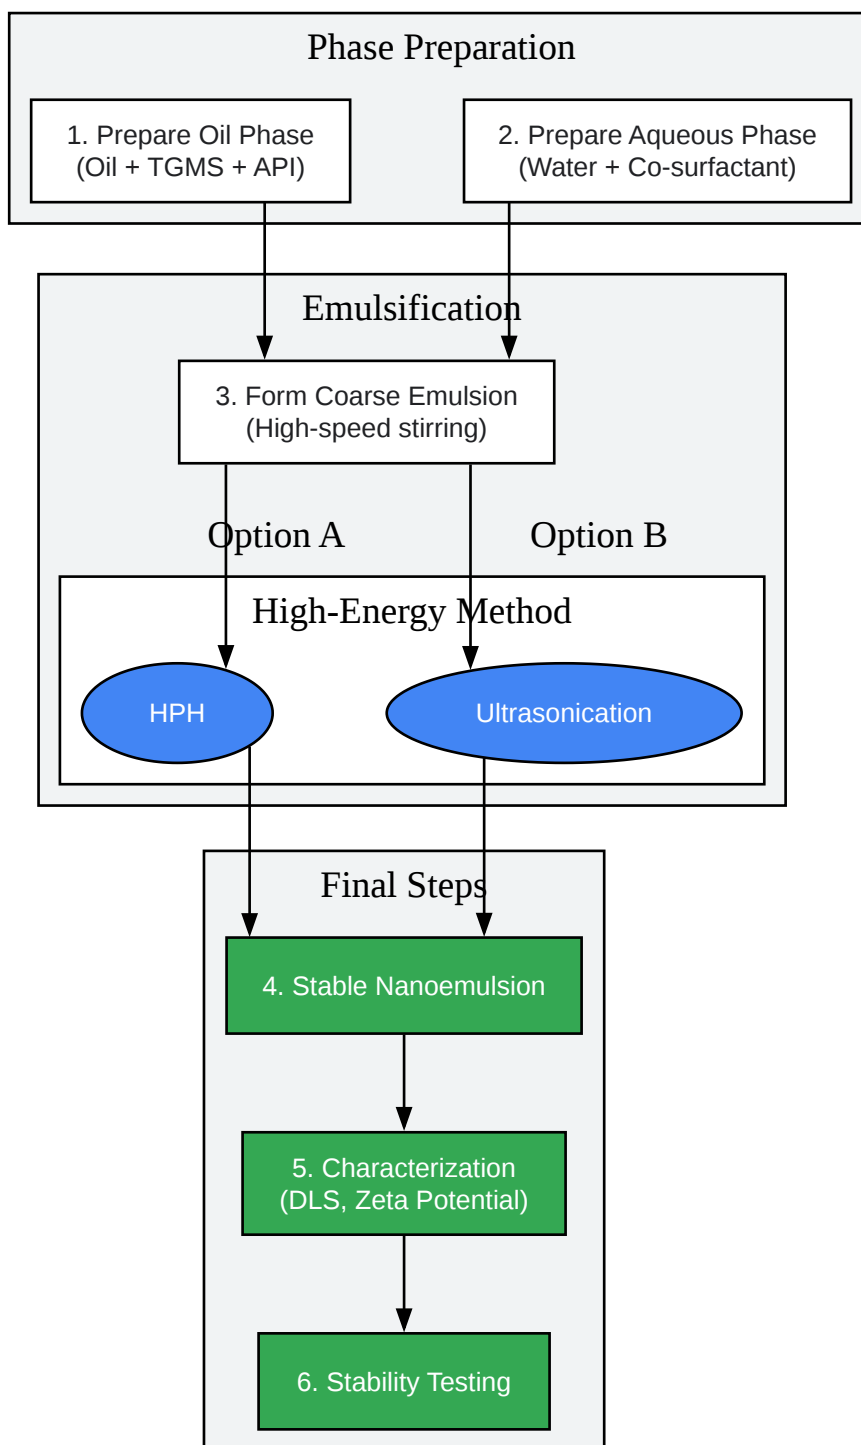 Phase Preparation
1. Prepare Oil Phase
(Oil + TGMS + API)
2. Prepare Aqueous Phase
(Water + Co-surfactant)
Emulsification
3. Form Coarse Emulsion
(High-speed stirring)
Option A
Option B
High-Energy Method
HPH
Ultrasonication
Final Steps
4. Stable Nanoemulsion
5. Characterization
(DLS, Zeta Potential)
6. Stability Testing